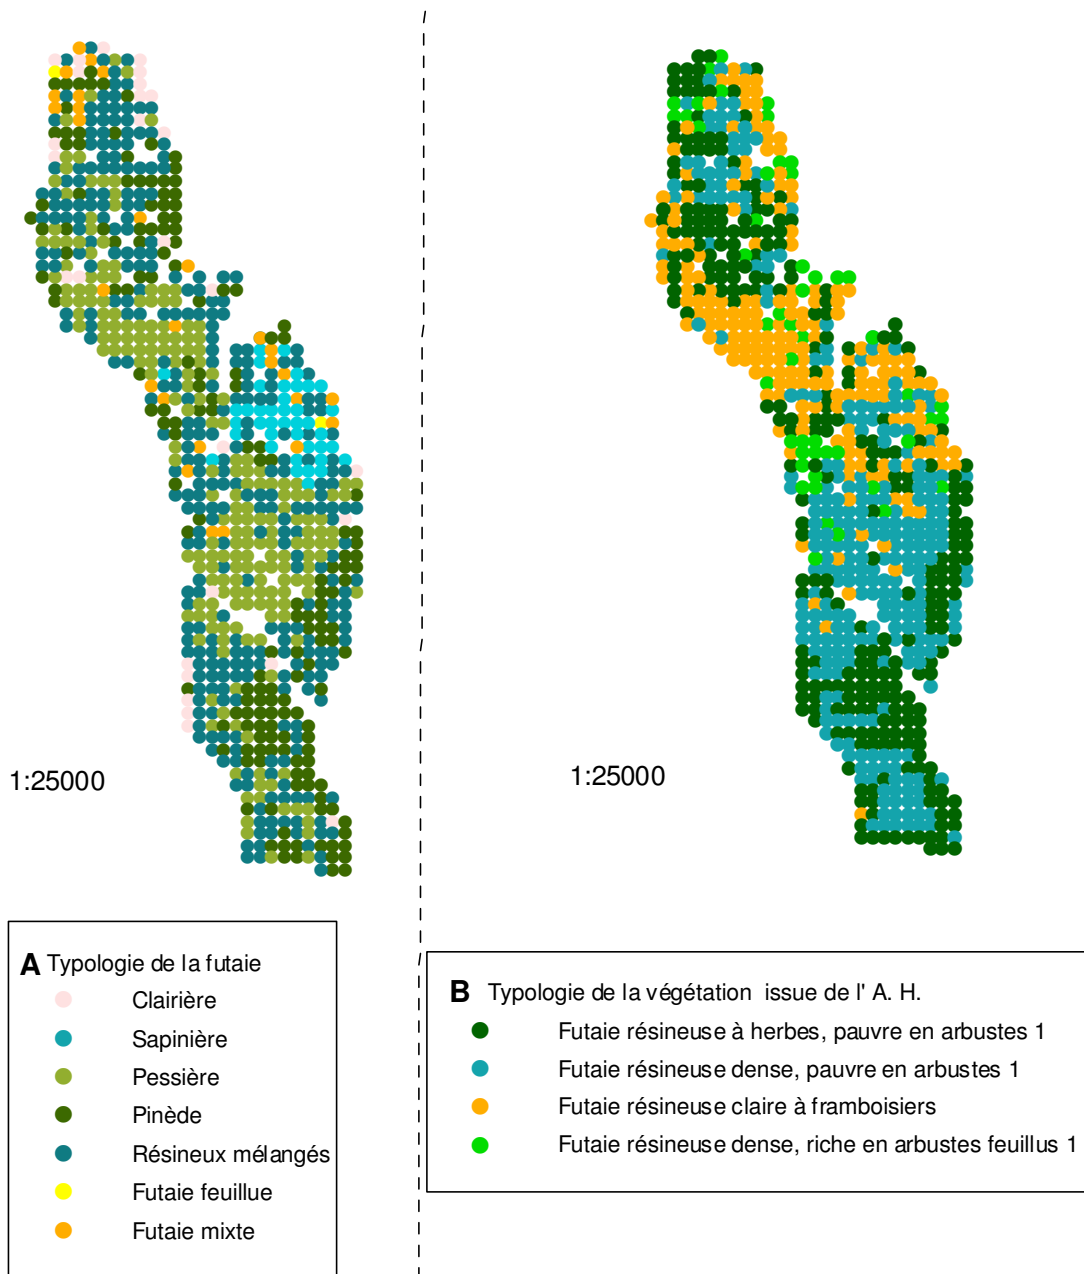 1:25000
1:25000
A Typologie de la futaie
Clairière
Sapinière
Pessière
Pinède
Résineux mélangés
Futaie feuillue
Futaie mixte
B Typologie de la végétation issue de l' A. H.
Futaie résineuse à herbes, pauvre en arbustes 1
Futaie résineuse dense, pauvre en arbustes 1
Futaie résineuse claire à framboisiers
Futaie résineuse dense, riche en arbustes feuillus 1